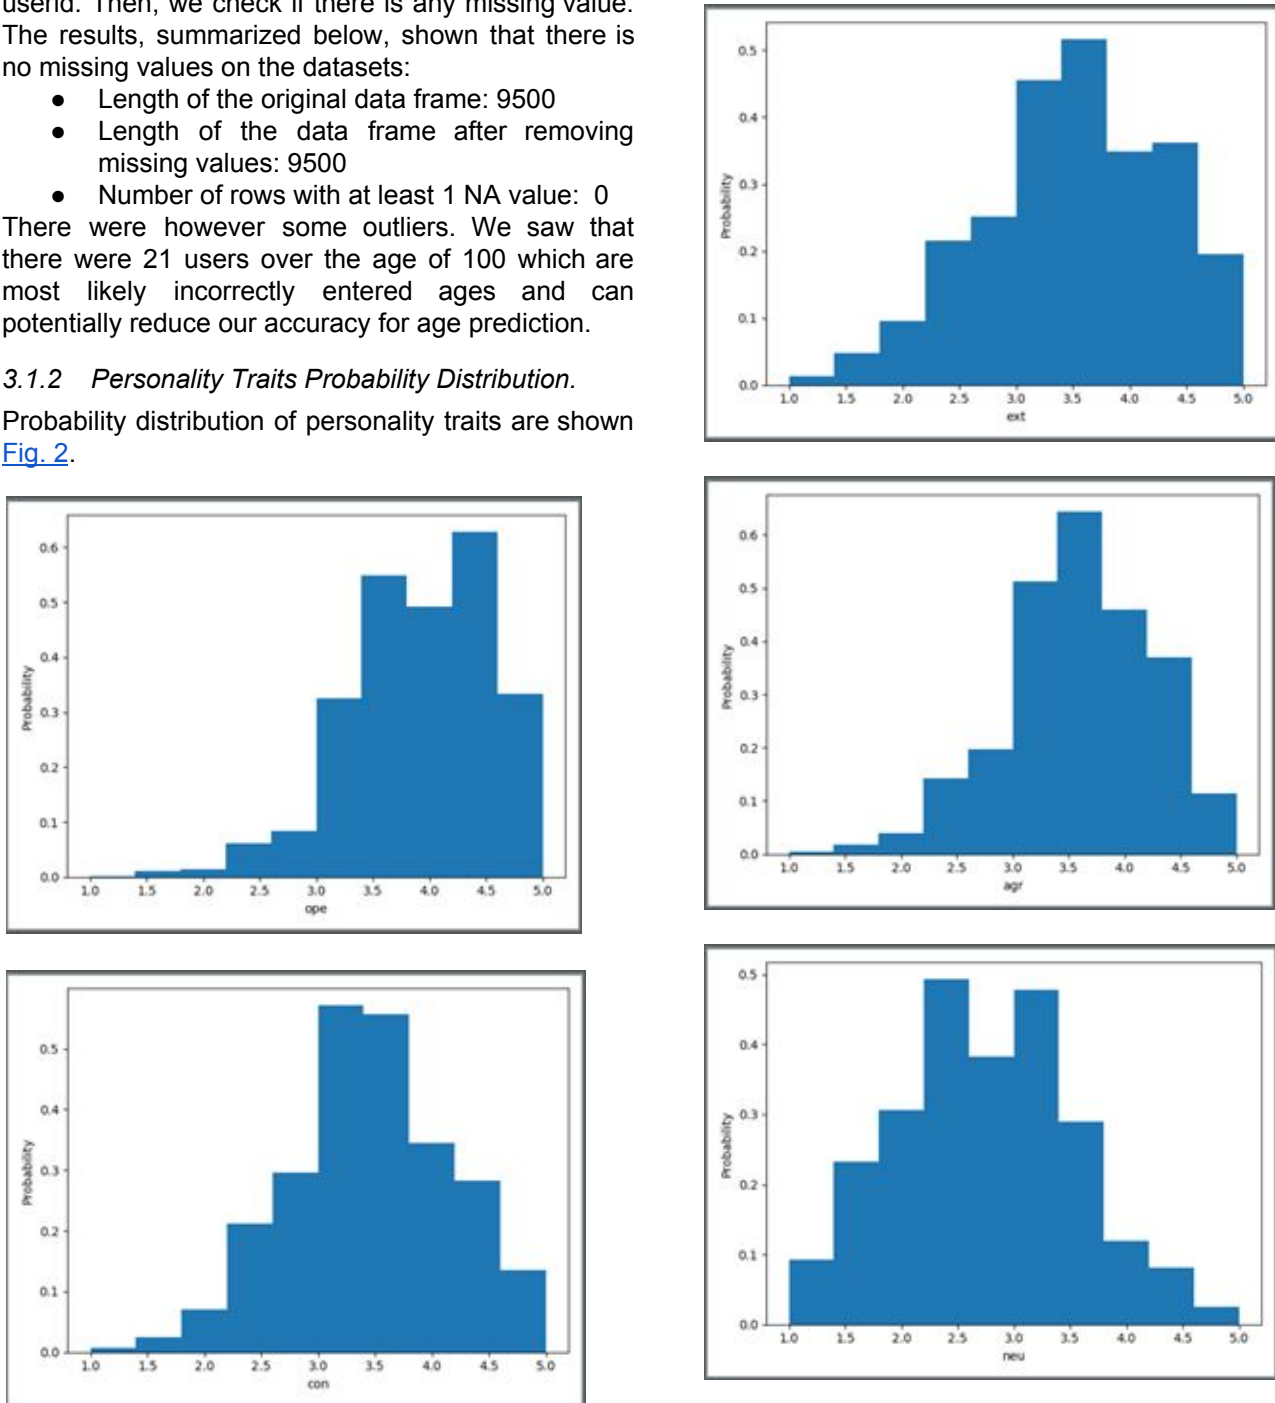 userid. Then, we check if there is any missing value.
The results, summarized below, shown that there is
no missing values on the datasets:
● Length of the original data frame: 9500
● Length of the data frame after removing
missing values: 9500
● Number of rows with at least 1 NA value: 0
There were however some outliers. We saw that
there were 21 users over the age of 100 which are
most likely incorrectly entered ages and can
potentially reduce our accuracy for age prediction.
3.1.2 Personality Traits Probability Distribution.
Probability distribution of personality traits are shown
Fig. 2.
0.6
0.5
0.4
0.3
0.2
0.1
0.0
Probability
1.0 1.5 2.0 2.5 3.0 3.5 4.0 4.5 5.0
ope
0.5
0.4
0.3
0.2
0.1
0.0
Probability
1.0 1.5 2.0 2.5 3.0 3.5 4.0 4.5 5.0
con
0.5
0.4
0.3
0.2
0.1
0.0
Probability
1.0 1.5 2.0 2.5 3.0 3.5 4.0 4.5 5.0
ext
0.6
0.5
0.4
0.3
0.2
0.1
0.0
Probability
1.0 1.5 2.0 2.5 3.0 3.5 4.0 4.5 5.0
agr
0.5
0.4
0.3
0.2
0.1
0.0
Probability
1.0 1.5 2.0 2.5 3.0 3.5 4.0 4.5 5.0
neu